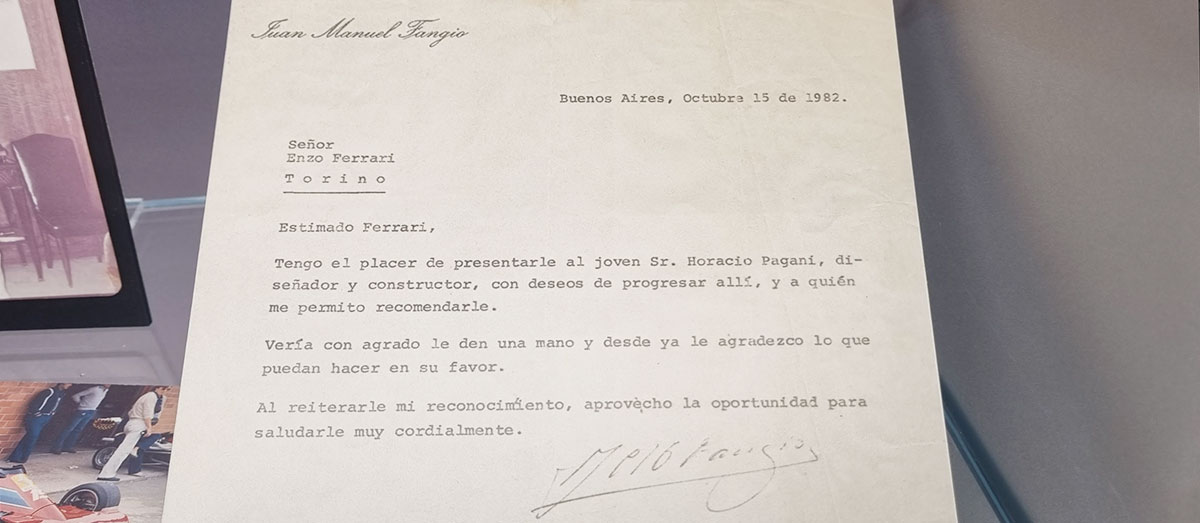 Juan Manuel Fangio
Buenos Aires, Octubre 15 de 1982.
Señor
Enzo Ferrari
T o r i n o
Estimado Ferrari,
Tengo el placer de presentarle al joven Sr. Horacio Pagani, di-
señador y constructor, con deseos de progresar allí, y a quién
me permito recomendarle.
Vería con agrado le den una mano y desde ya le agradezco lo que
puedan hacer en su favor.
Al reiterarle mi reconocimiento, aprovecho la oportunidad para
saludarle muy cordialmente.
Fangio